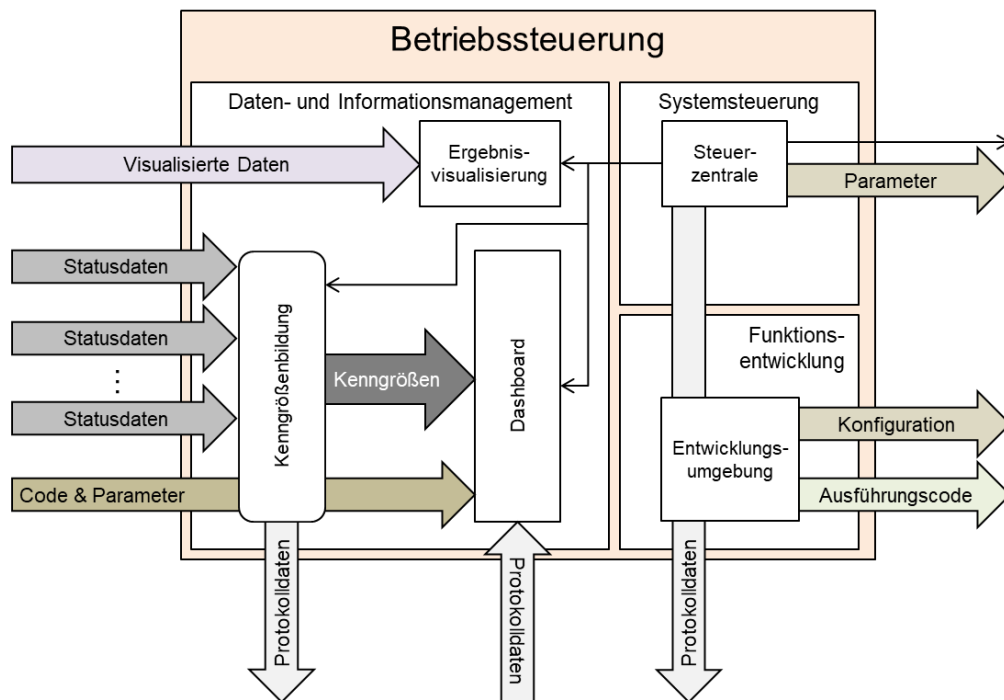 Betriebssteuerung
Daten- und Informationsmanagement
Systemsteuerung
Visualisierte Daten
Ergebnis-
visualisierung
Steuer-
zentrale
Parameter
Statusdaten
Statusdaten
...
Statusdaten
Kenngrößenbildung
Kenngrößen
Dashboard
Code & Parameter
Funktions-
entwicklung
Entwicklungs-
umgebung
Konfiguration
Ausführungscode
Protokolldaten
Protokolldaten
Protokolldaten